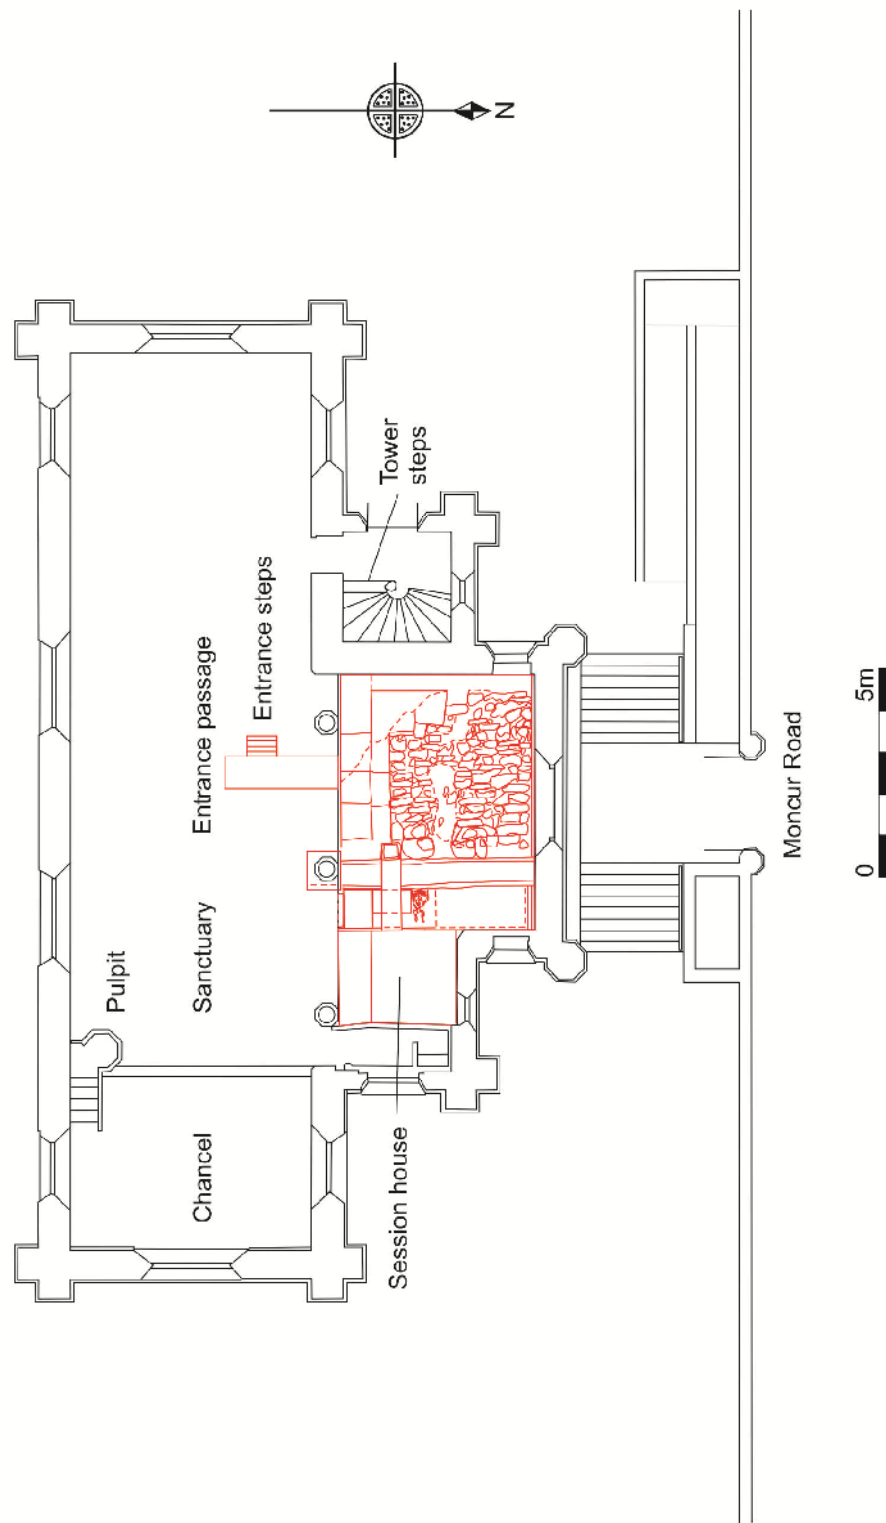 N
Tower
steps
Entrance steps
Entrance passage
Pulpit
Sanctuary
Chancel
Session house
Moncur Road
0
5m